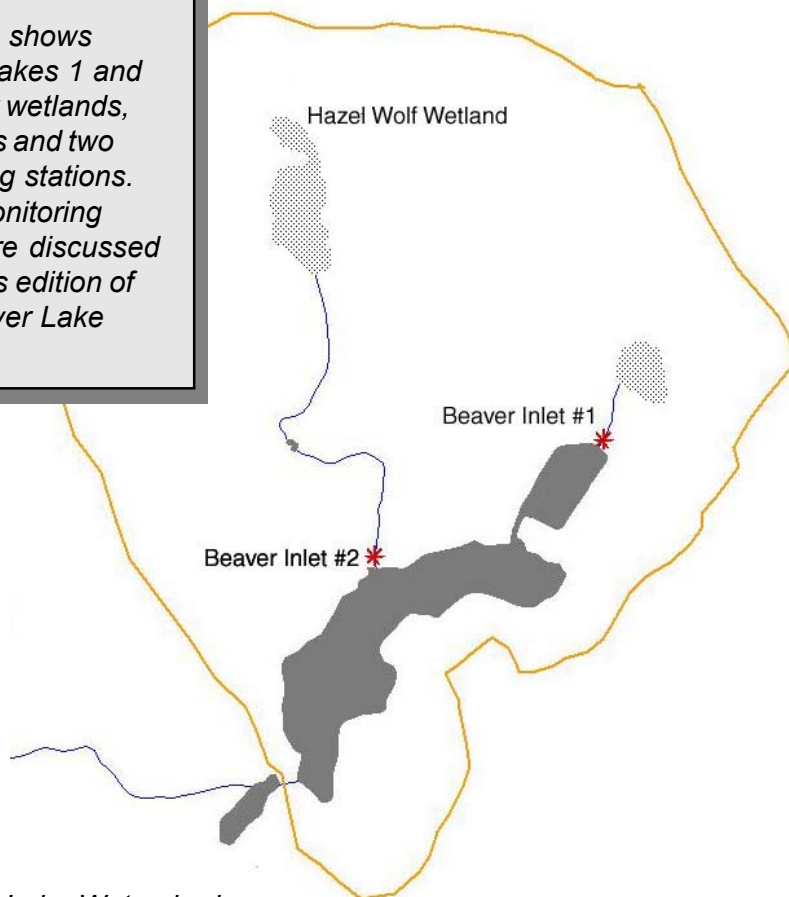 shows
akes 1 and
wetlands,
s and two
g stations.
onitoring
re discussed
s edition of
ver Lake
Hazel Wolf Wetland
Beaver Inlet #1
Beaver Inlet #2